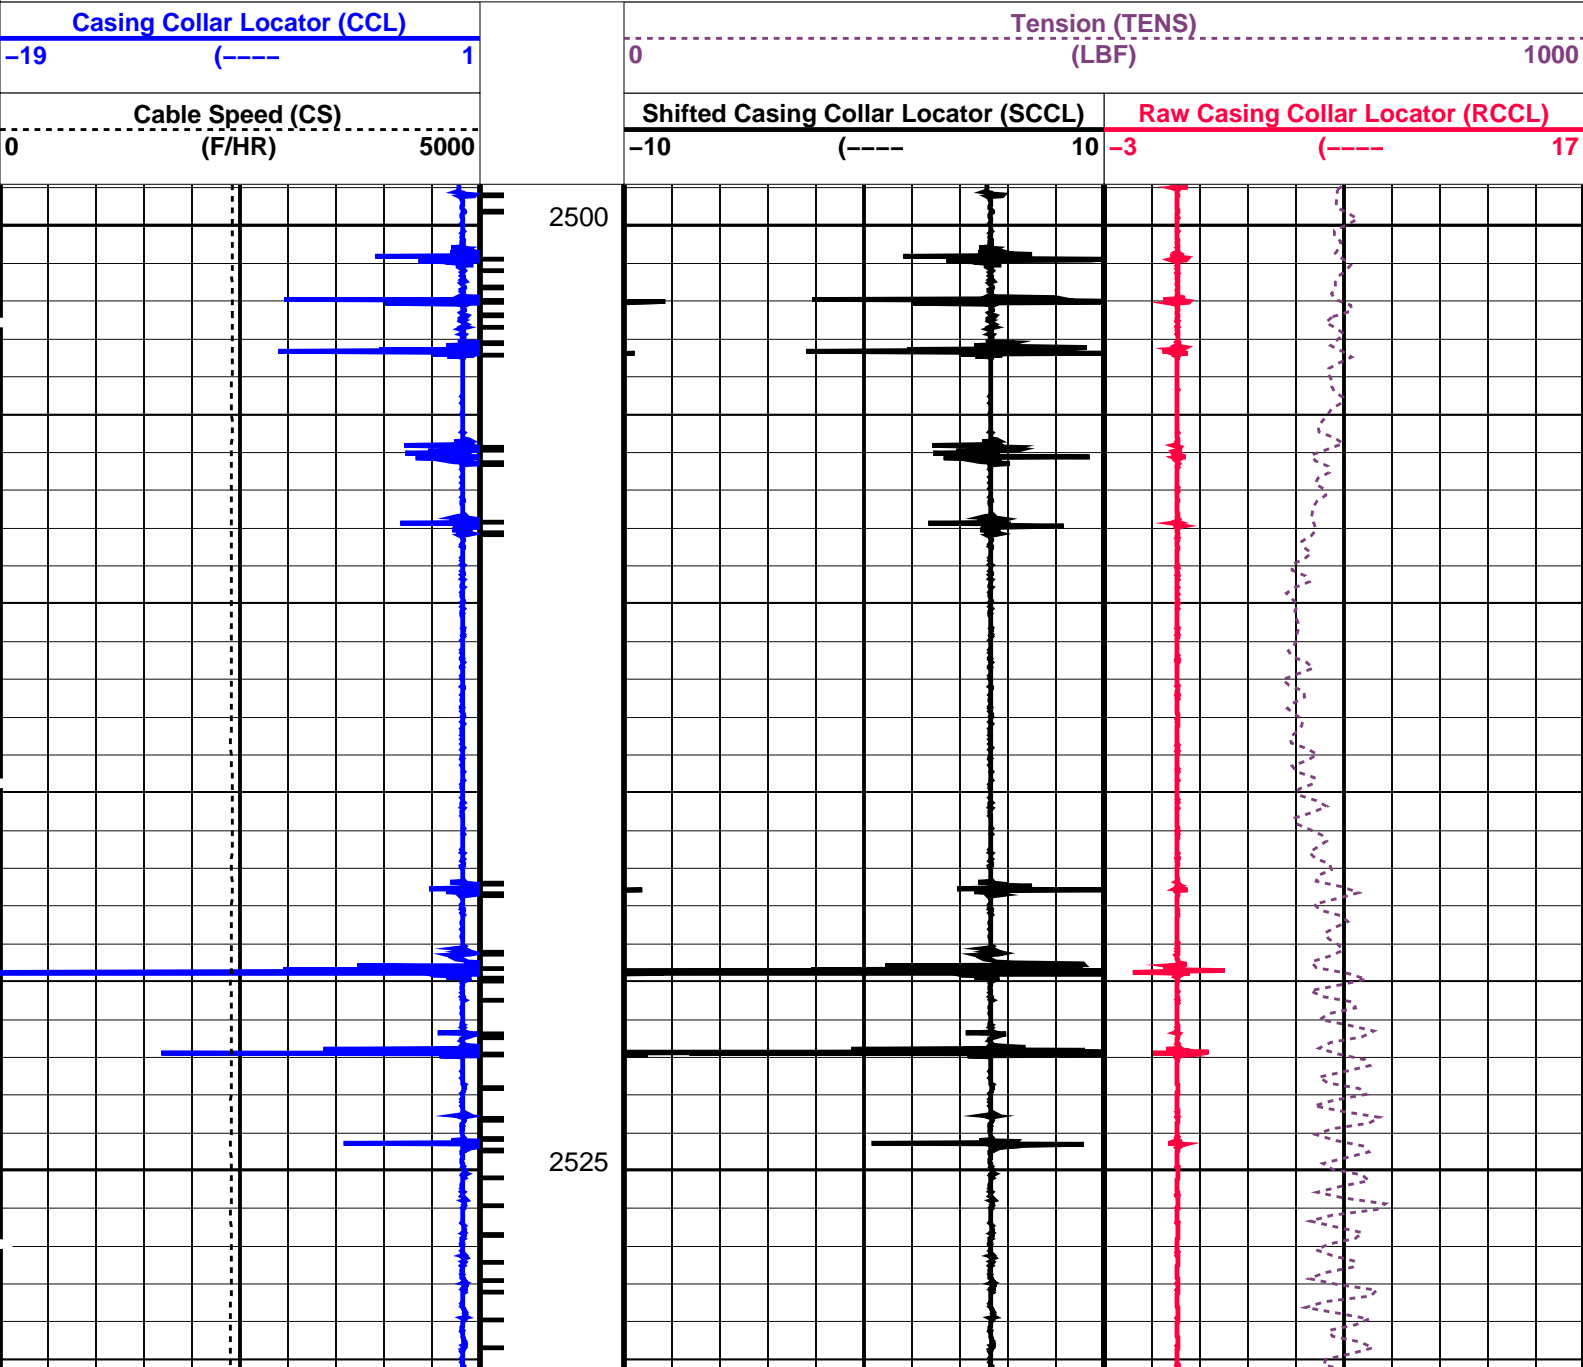 Casing Collar Locator (CCL)
−19 (−−−− 1
Cable Speed (CS)
0 (F/HR) 5000
Tension (TENS)
0 (LBF) 1000
Shifted Casing Collar Locator (SCCL)
−10 (−−−− 10
Raw Casing Collar Locator (RCCL)
−3 (−−−− 17
2500
2525